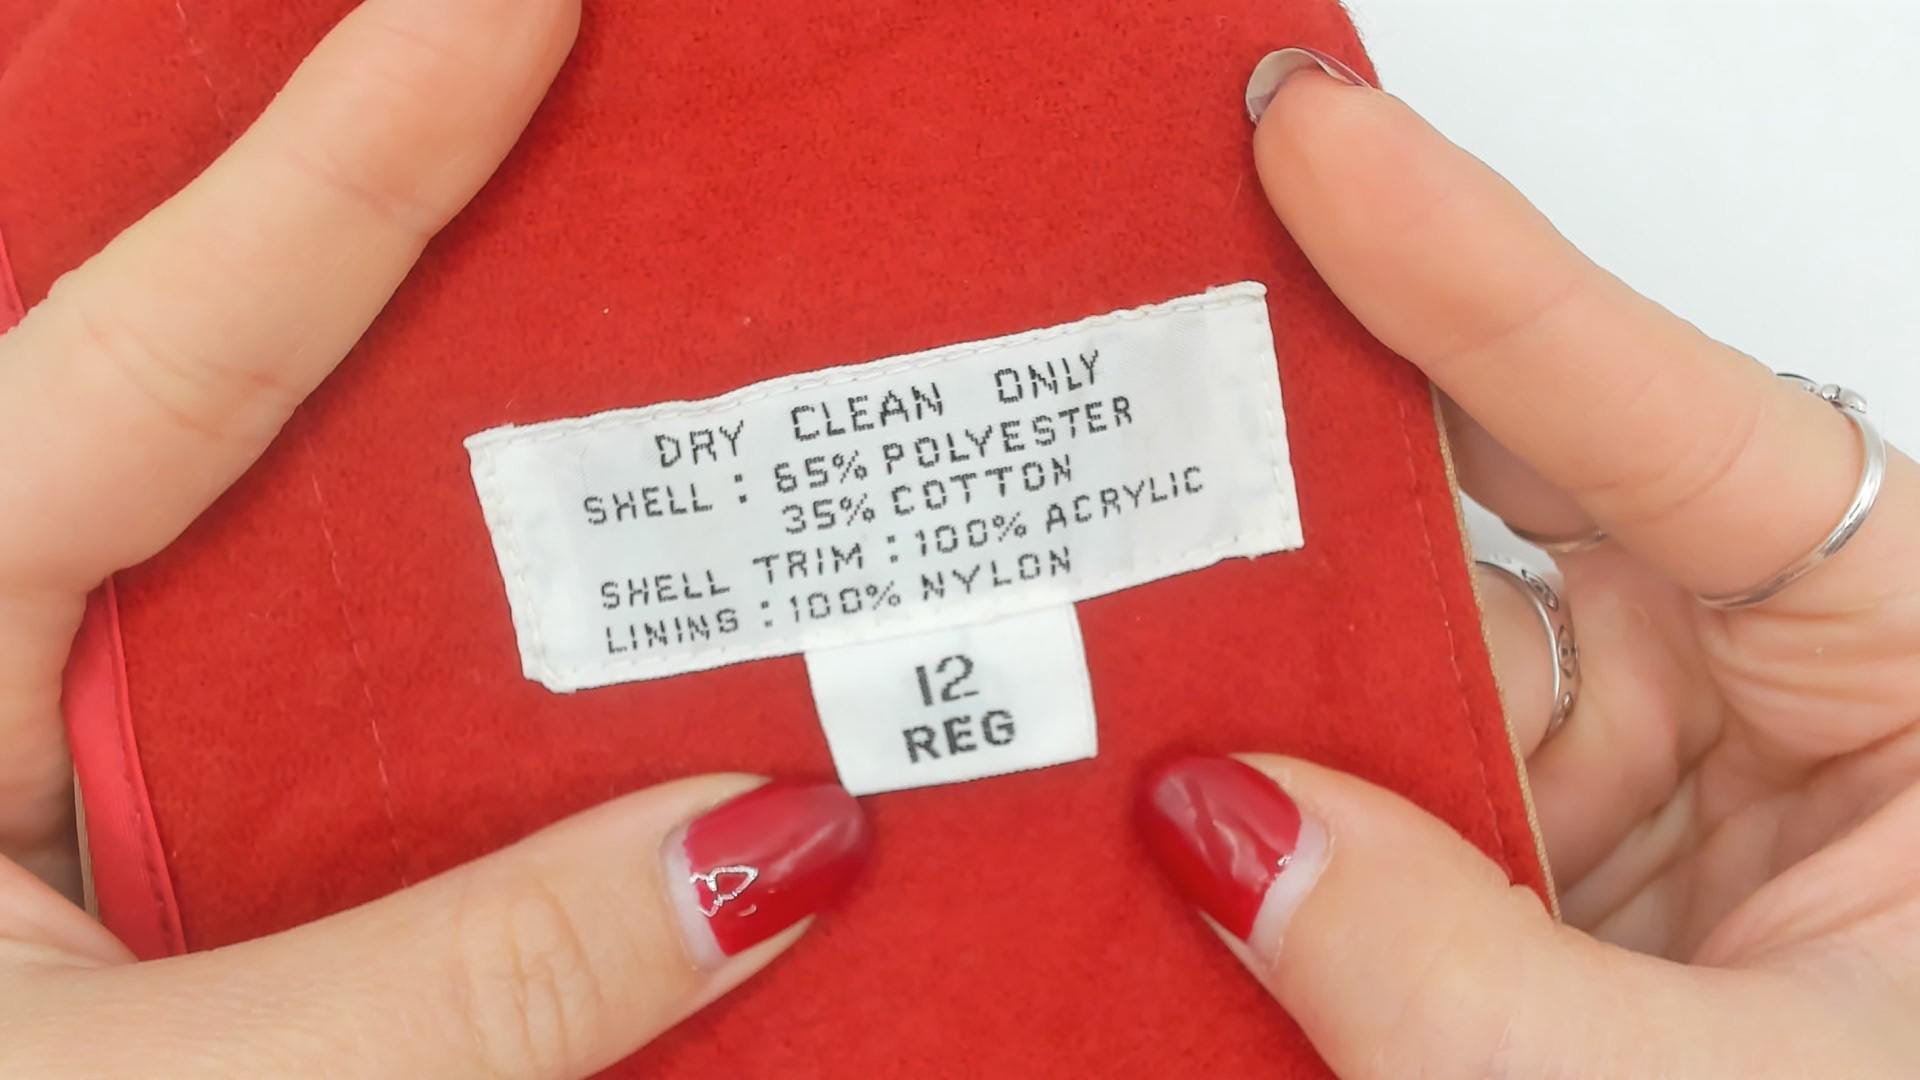 DRY CLEAN ONLY
SHELL : 65% POLYESTER
35% COTTON
SHELL TRIM : 100% ACRYLIC
LINING : 100% NYLON
12
REG